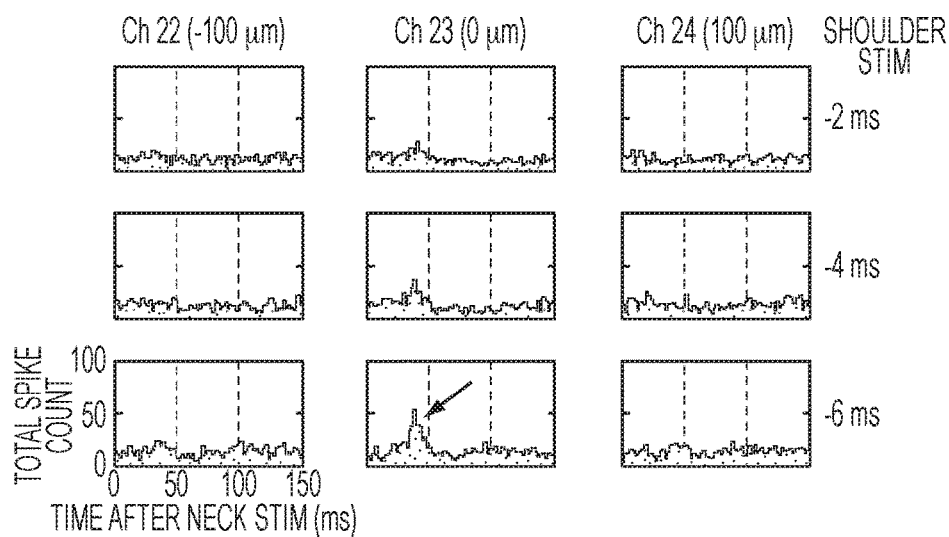 Ch 22 (-100 μm)
Ch 23 (0 μm)
Ch 24 (100 μm)
SHOULDER
STIM
-2 ms
-4 ms
-6 ms
TOTAL SPIKE
COUNT
100
50
0
0 50 100 150
TIME AFTER NECK STIM (ms)